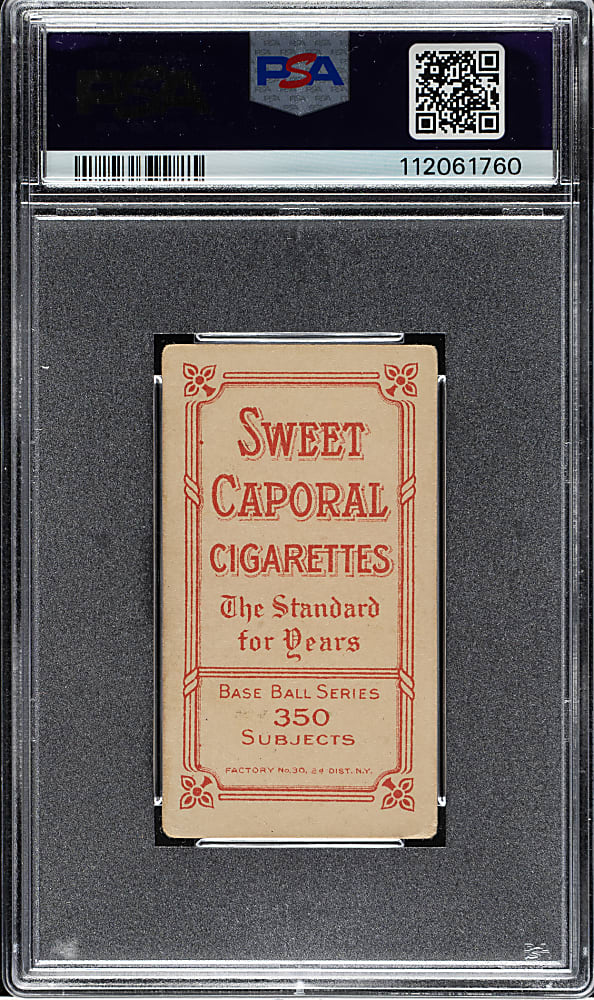 PSA
112061760
SWEET
CAPORAL
CIGARETTES
The Standard
for Years
BASE BALL SERIES
350
SUBJECTS
FACTORY No. 30, 2d DIST. N.Y.